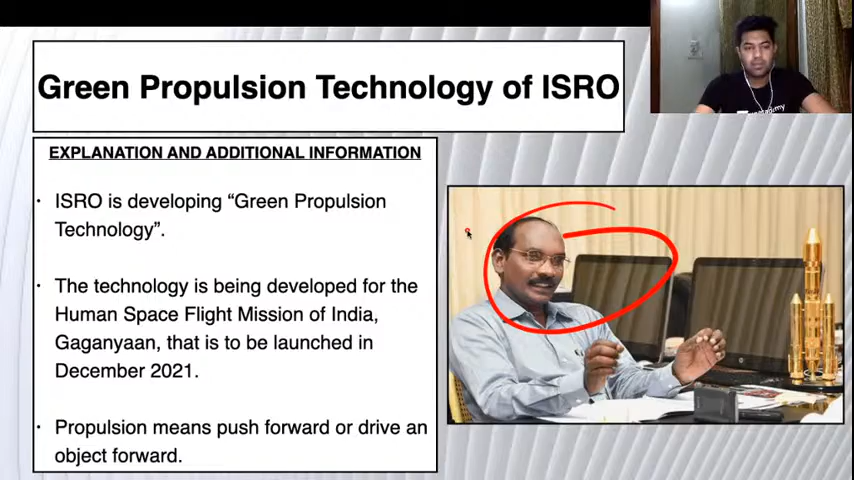 Green Propulsion Technology of ISRO
EXPLANATION AND ADDITIONAL INFORMATION
• ISRO is developing “Green Propulsion
Technology”.
• The technology is being developed for the
Human Space Flight Mission of India,
Gaganyaan, that is to be launched in
December 2021.
• Propulsion means push forward or drive an
object forward.